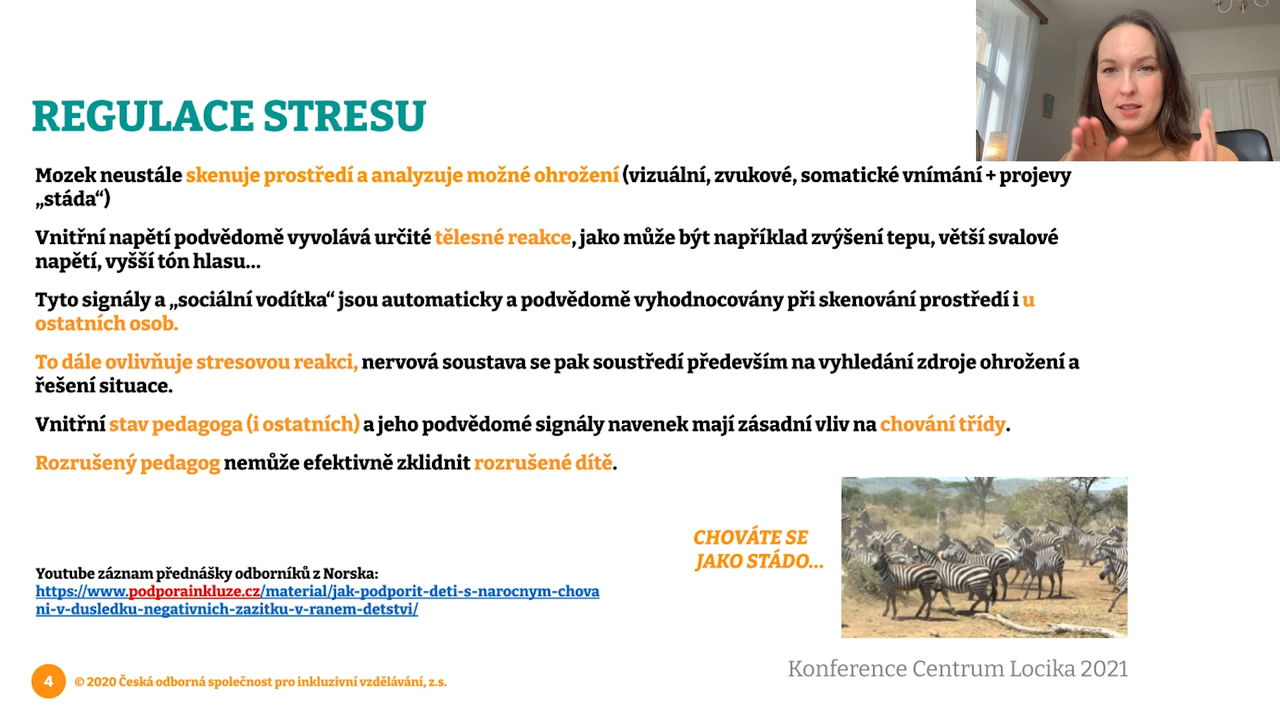 REGULACE STRESU
Mozek neustále skenuje prostředí a analyzuje možné ohrožení (vizuální, zvukové, somatické vnímání + projevy
„stáda“)
Vnitřní napětí podvědomě vyvolává určité tělesné reakce, jako může být například zvýšení tepu, větší svalové
napětí, vyšší tón hlasu...
Tyto signály a „sociální vodítka“ jsou automaticky a podvědomě vyhodnocovány při skenování prostředí i u
ostatních osob.
To dále ovlivňuje stresovou reakci, nervová soustava se pak soustředí především na vyhledání zdroje ohrožení a
řešení situace.
Vnitřní stav pedagoga (i ostatních) a jeho podvědomé signály navenek mají zásadní vliv na chování třídy.
Rozrušený pedagog nemůže efektivně zklidnit rozrušené dítě.
CHOVÁTE SE
JAKO STÁDO...
Youtube záznam přednášky odborníků z Norska:
https://www.podporainkluze.cz/material/jak-podporit-deti-s-narocnym-chova
ni-v-dusledku-negativnich-zazitku-v-ranem-detstvi/
Konference Centrum Locika 2021
4 © 2020 Česká odborná společnost pro inkluzivní vzdělávání, z.s.